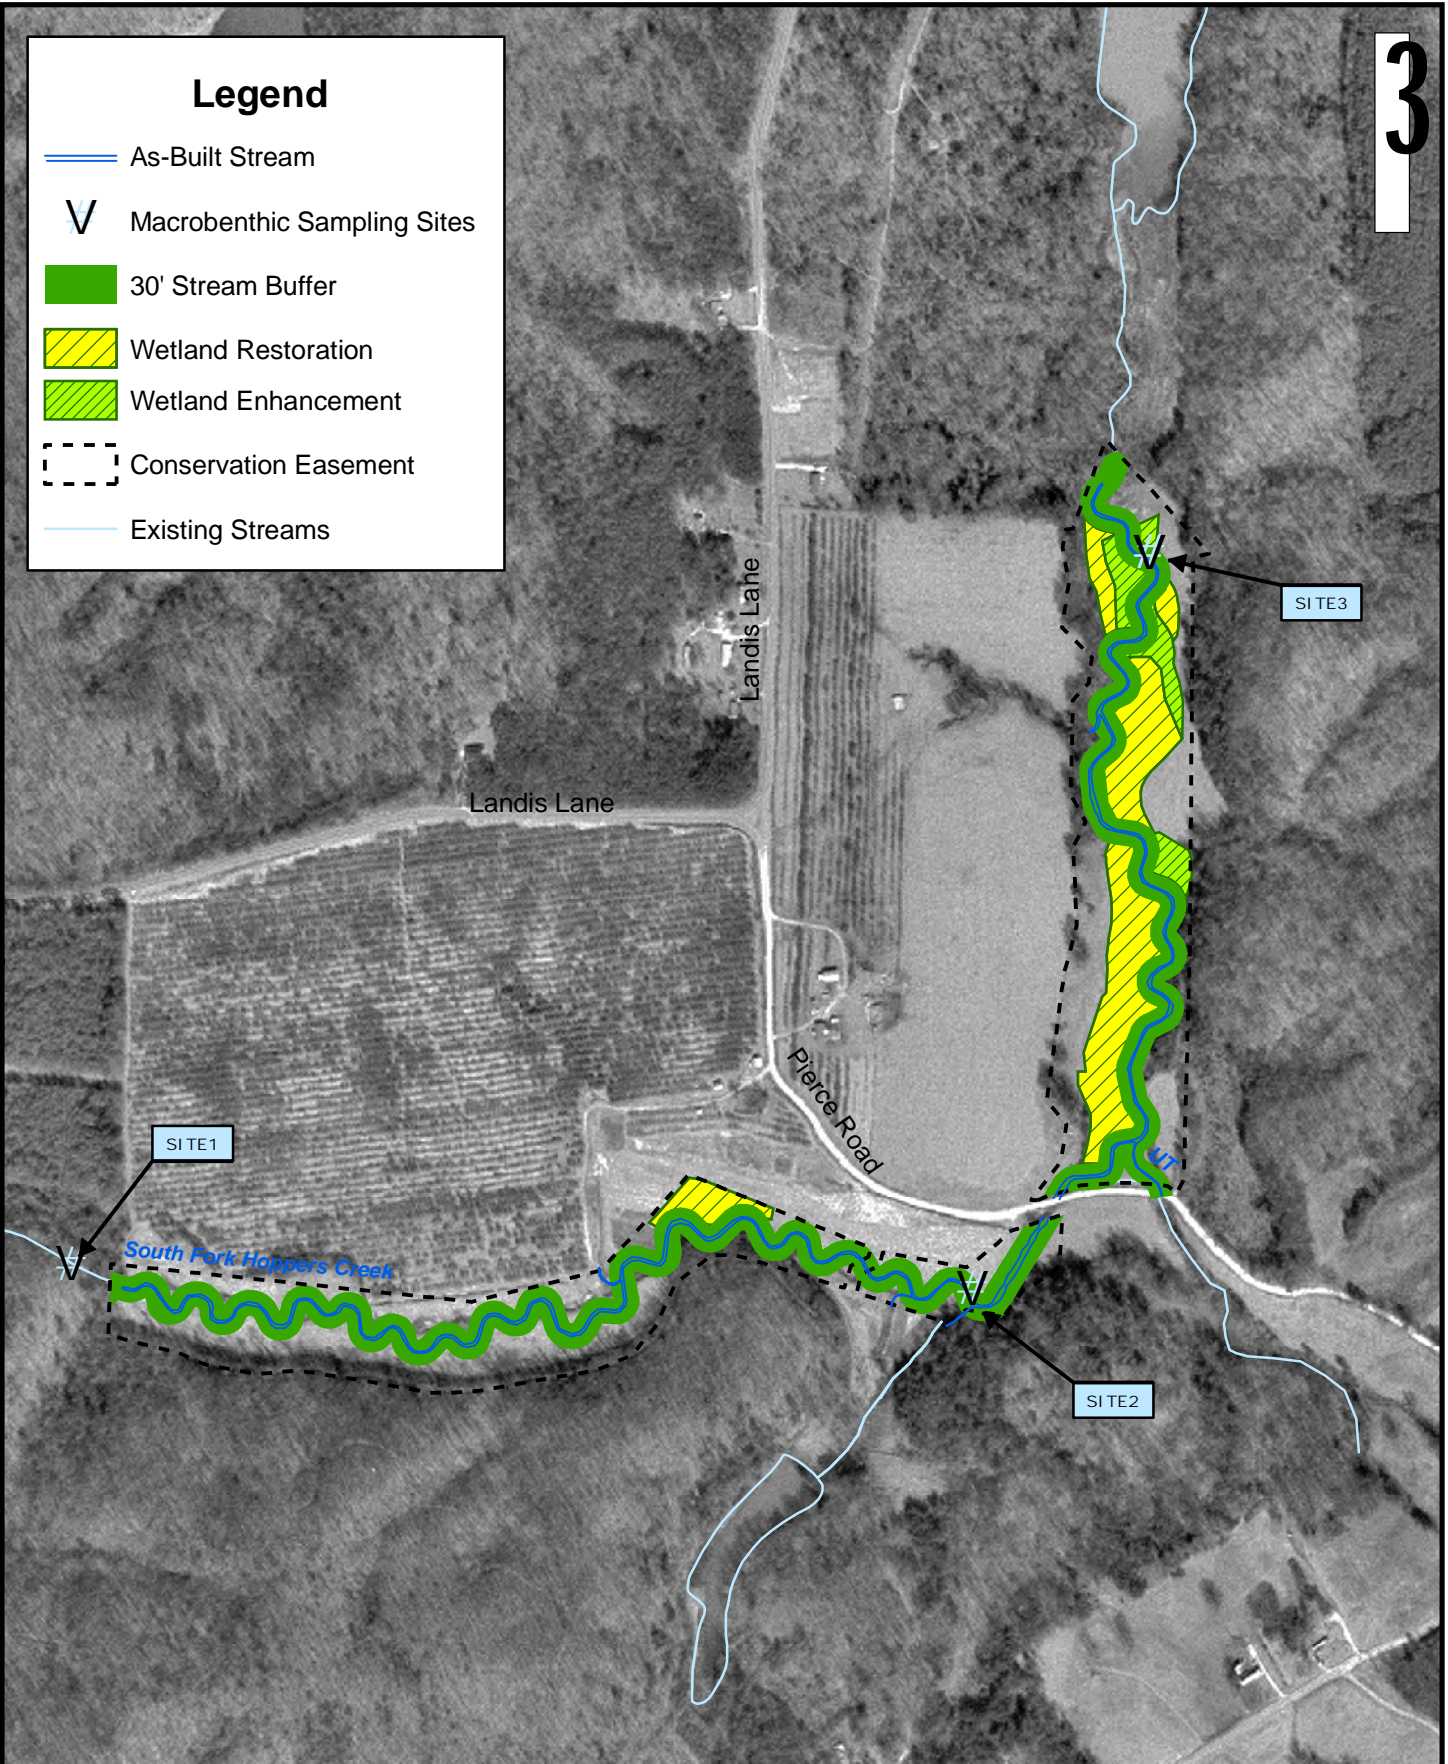 Legend
As-Built Stream
Macrobenthic Sampling Sites
30' Stream Buffer
Wetland Restoration
Wetland Enhancement
Conservation Easement
Existing Streams
3
SITE3
Landis Lane
Landis Lane
Pierce Road
SITE1
UT
South Fork Hoppers Creek
SITE2